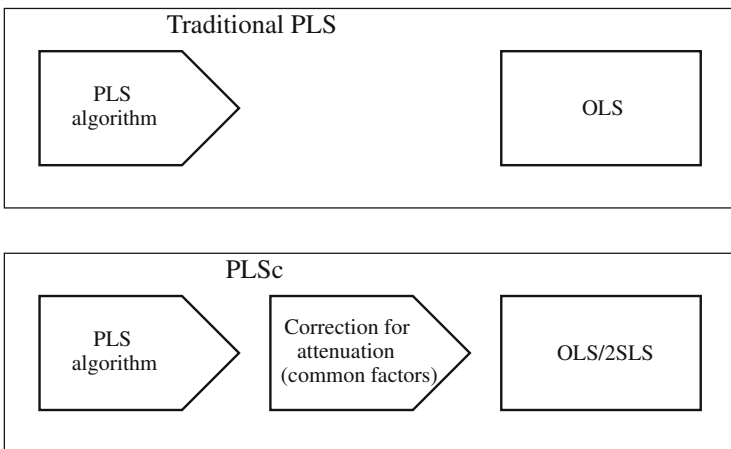 Traditional PLS
PLS
algorithm
OLS
PLSc
PLS
algorithm
Correction for
attenuation
(common factors)
OLS/2SLS